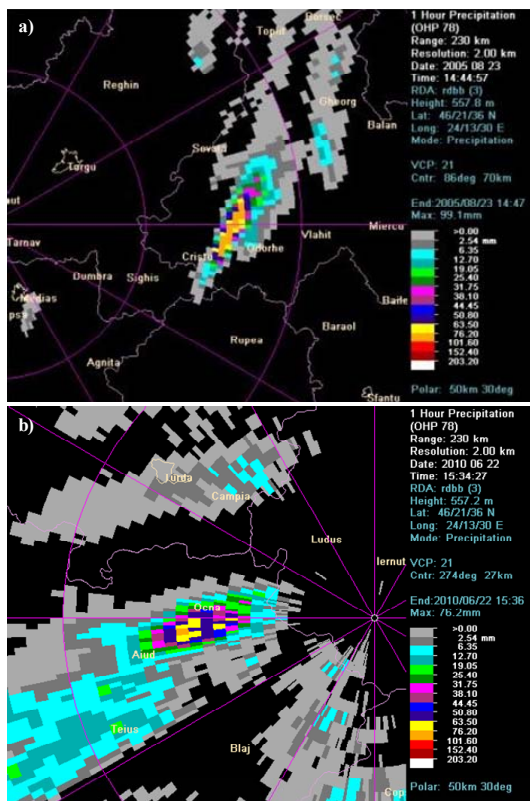 a)
Borsec
Topul
Reghin
Gheorg
Balan
Sovata
Targu
aut
Tarnav
Vlahit
Miercu
Odorhe
Cristu
Dumbra
Sighis
Medias
ps
Baile
Rupea
Baraol
Agnita
Sfantu
1 Hour Precipitation
(OHP 78)
Range: 230 km
Resolution: 2.00 km
Date: 2005 08 23
Time: 14:44:57
RDA: rdbb (3)
Height: 557.8 m
Lat: 46/21/36 N
Long: 24/13/30 E
Mode: Precipitation
VCP: 21
Cntr: 86deg 70km
End:2005/08/23 14:47
Max: 99.1mm
>0.00
2.54 mm
6.35
12.70
19.05
25.40
31.75
38.10
44.45
50.80
63.50
76.20
101.60
152.40
203.20
Polar: 50km 30deg
b)
Turda
Campia
Ludus
Iernut
Ocna
Aiud
Teius
Blaj
Cop
1 Hour Precipitation
(OHP 78)
Range: 230 km
Resolution: 2.00 km
Date: 2010 06 22
Time: 15:34:27
RDA: rdbb (3)
Height: 557.2 m
Lat: 46/21/36 N
Long: 24/13/30 E
Mode: Precipitation
VCP: 21
Cntr: 274deg 27km
End:2010/06/22 15:36
Max: 76.2mm
>0.00
2.54 mm
6.35
12.70
19.05
25.40
31.75
38.10
44.45
50.80
63.50
76.20
101.60
152.40
203.20
Polar: 50km 30deg